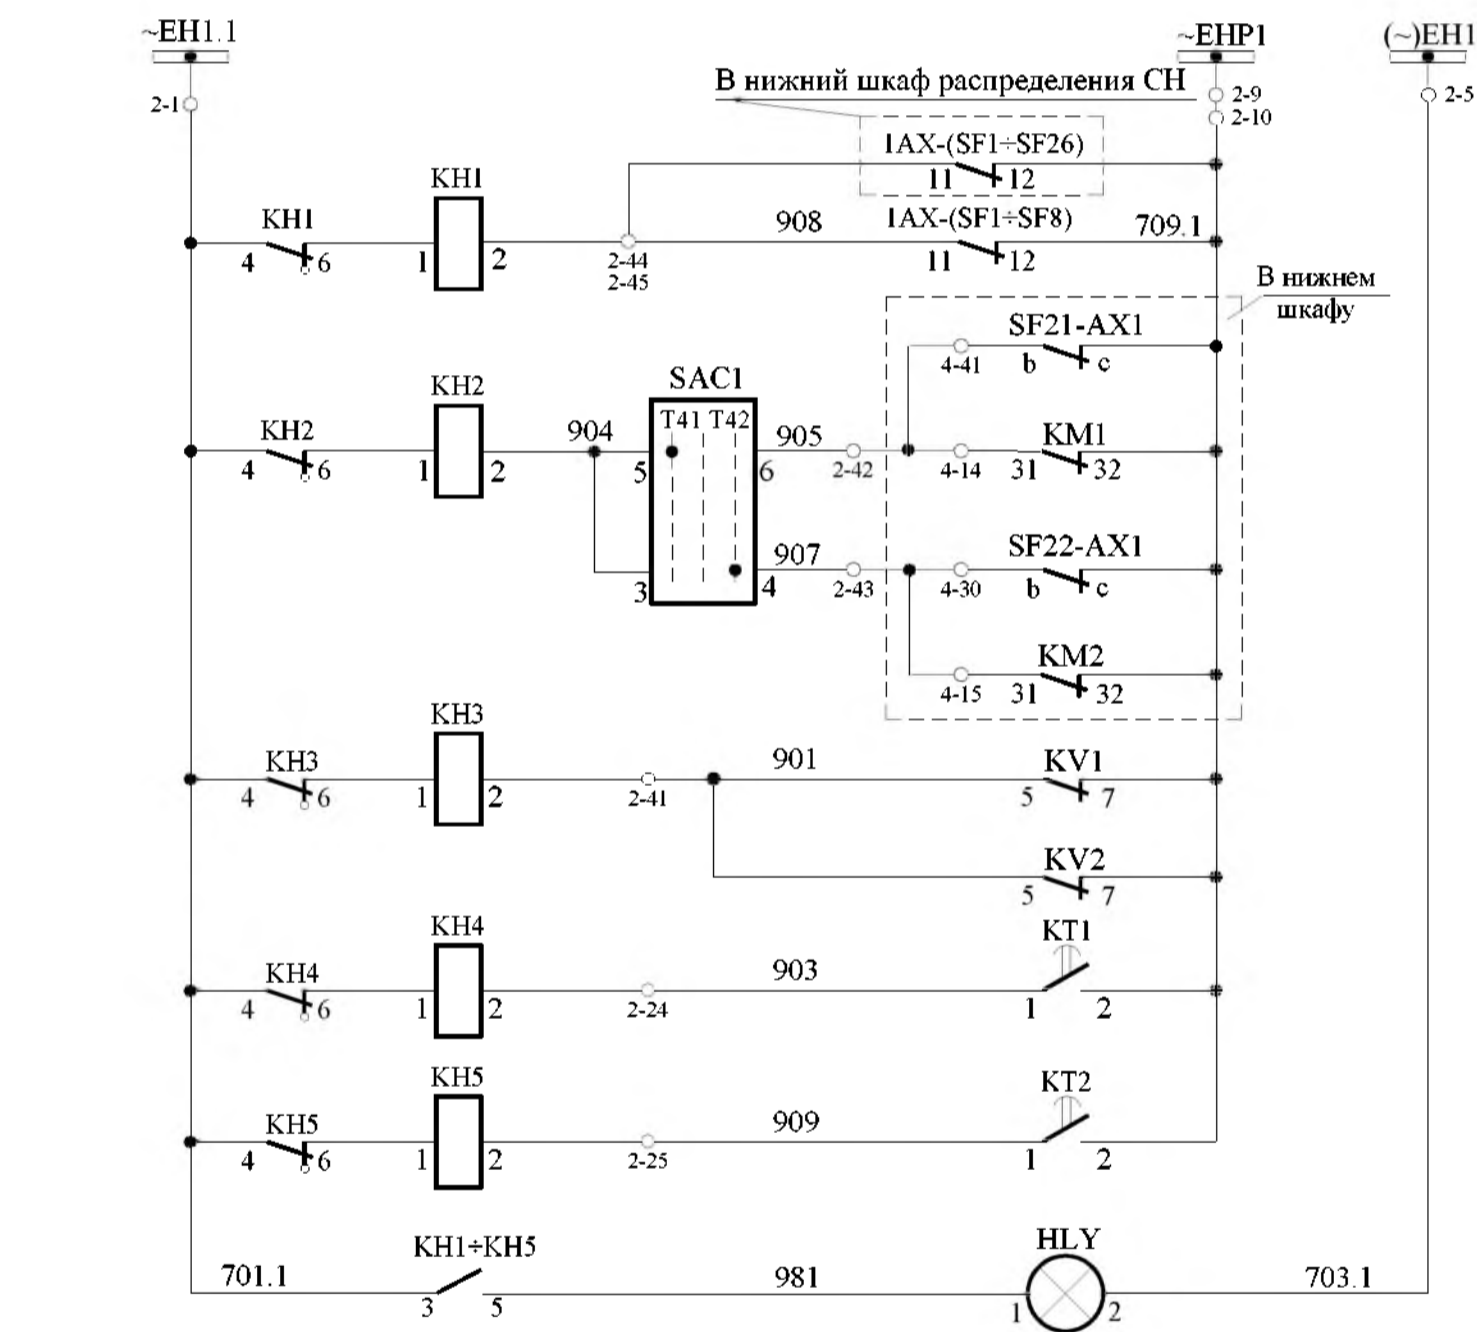 ~EH1.1
~EHP1
(~)EH1
В нижний шкаф распределения СН
2-1
2-9
2-5
2-10
1AX-(SF1÷SF26)
11 12
KH1
KH1
908
1AX-(SF1÷SF8)
709.1
4 6
1 2
2-44
2-45
11 12
В нижнем
шкафу
SF21-AX1
4-41
b c
KH2
SAC1
KH2
904
T41 T42
905
KM1
4 6
1 2
5 6
2-42
4-14
31 32
907
SF22-AX1
3 4
2-43
4-30
b c
KM2
4-15
31 32
KH3
KH3
901
KV1
4 6
1 2
2-41
5 7
KV2
5 7
KH4
KT1
KH4
903
4 6
1 2
2-24
1 2
KH5
KT2
KH5
909
4 6
1 2
2-25
1 2
KH1÷KH5
HLY
701.1
981
703.1
3 5
1 2